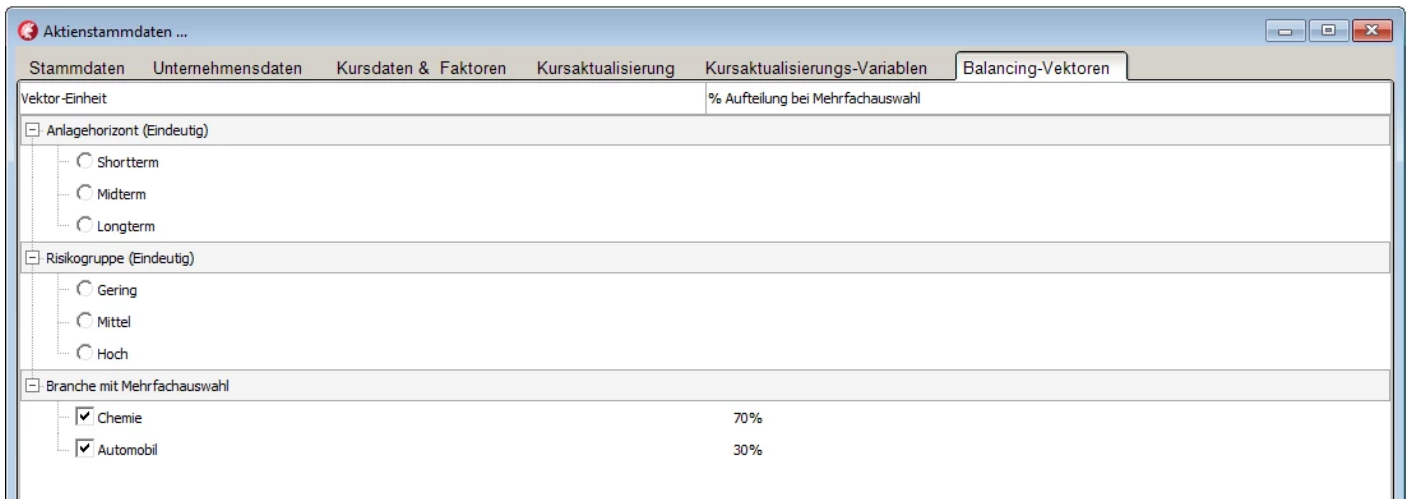 Aktienstammdaten ...
Stammdaten Unternehmensdaten Kursdaten & Faktoren Kursaktualisierung Kursaktualisierungs-Variablen Balancing-Vektoren
Vektor-Einheit % Aufteilung bei Mehrfachauswahl
Anlagehorizont (Eindeutig)
Shortterm
Midterm
Longterm
Risikogruppe (Eindeutig)
Gering
Mittel
Hoch
Branche mit Mehrfachauswahl
Chemie 70%
Automobil 30%